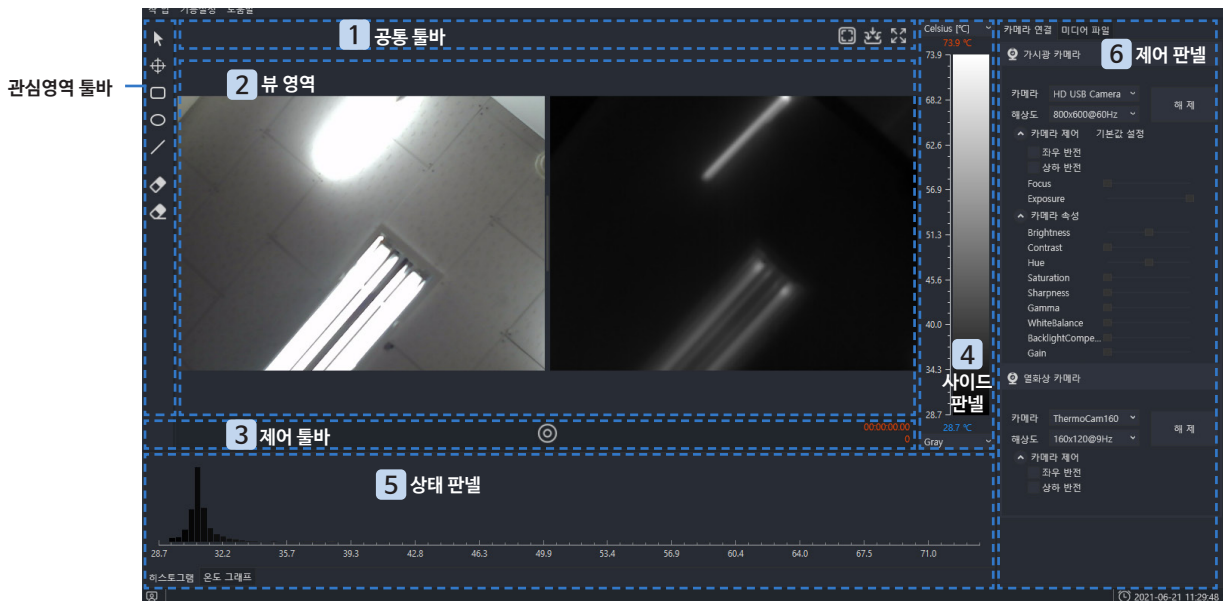 작 업 기능설정 도움말
관심영역 툴바
1 공통 툴바
2 뷰 영역
Celsius [℃]
73.9 ℃
73.9
68.2
62.6
56.9
51.3
45.6
40.0
34.3
28.7
4
사이드
판넬
28.7 ℃
Gray
3 제어 툴바
00:00:00.00
0
5 상태 판넬
28.7 32.2 35.7 39.3 42.8 46.3 49.9 53.4 56.9 60.4 64.0 67.5 71.0
히스토그램 온도 그래프
카메라 연결 미디어 파일
6 제어 판넬
가시광 카메라
카메라 HD USB Camera
해 제
해상도 800x600@60Hz
카메라 제어 기본값 설정
좌우 반전
상하 반전
Focus
Exposure
카메라 속성
Brightness
Contrast
Hue
Saturation
Sharpness
Gamma
WhiteBalance
BacklightCompe...
Gain
열화상 카메라
카메라 ThermoCam160
해 제
해상도 160x120@9Hz
카메라 제어
좌우 반전
상하 반전
2021-06-21 11:29:48